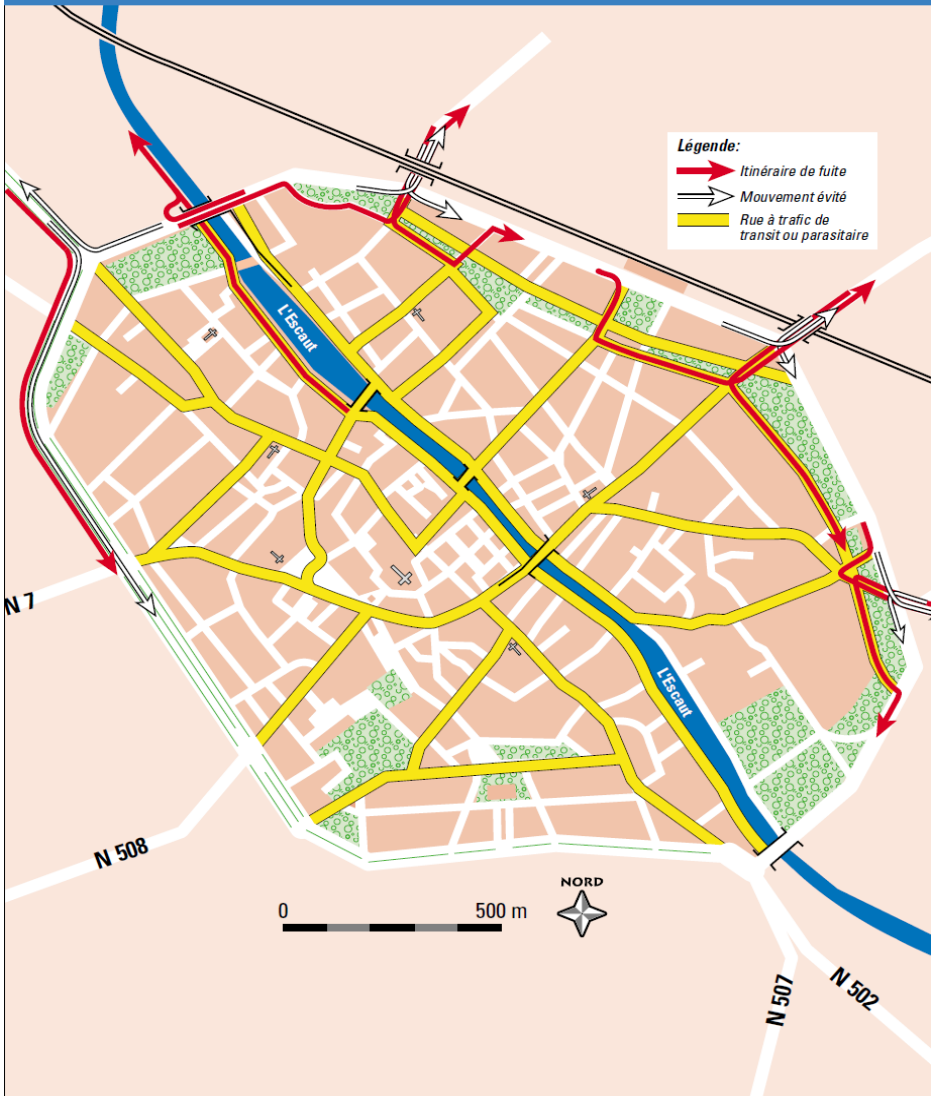 Légende:
Itinéraire de fuite
Mouvement évité
Rue à trafic de
transit ou parasitaire
L'Escaut
N 7
L'Escaut
N 508
NORD
0 500 m
N 507
N 502